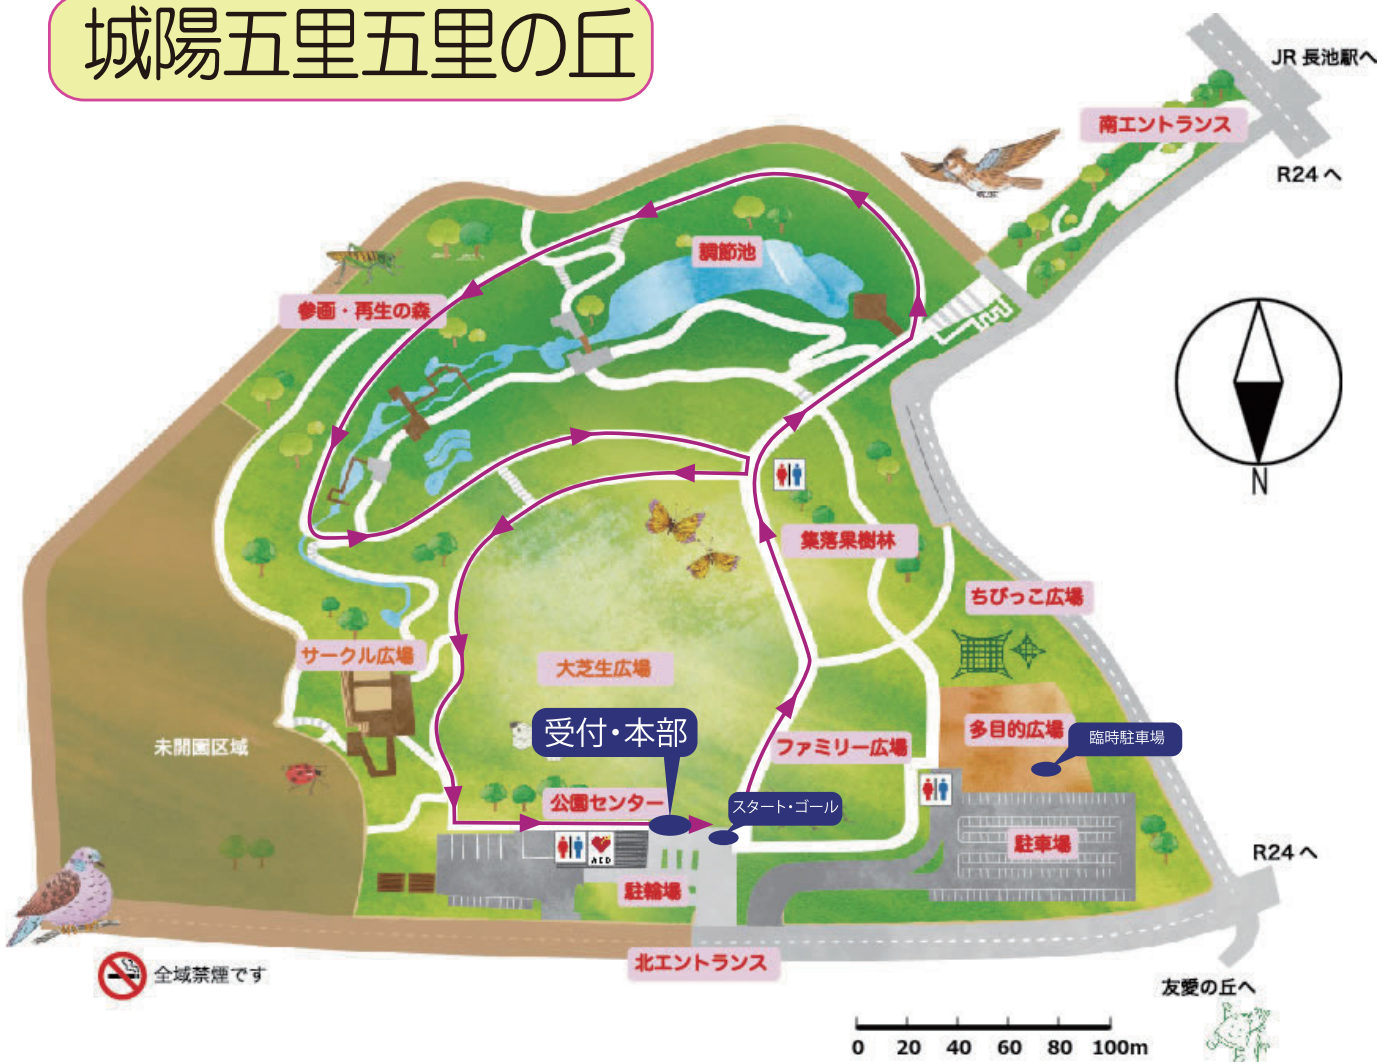 城陽五里五里の丘
JR 長池駅へ
南エントランス
R24 へ
調節池
参画・再生の森
N
集落果樹林
ちびっこ広場
サークル広場
大芝生広場
受付・本部
ファミリー広場
多目的広場
臨時駐車場
未開園区域
公園センター
スタート・ゴール
AED
駐車場
R24 へ
駐輪場
北エントランス
全域禁煙です
友愛の丘へ
0 20 40 60 80 100m